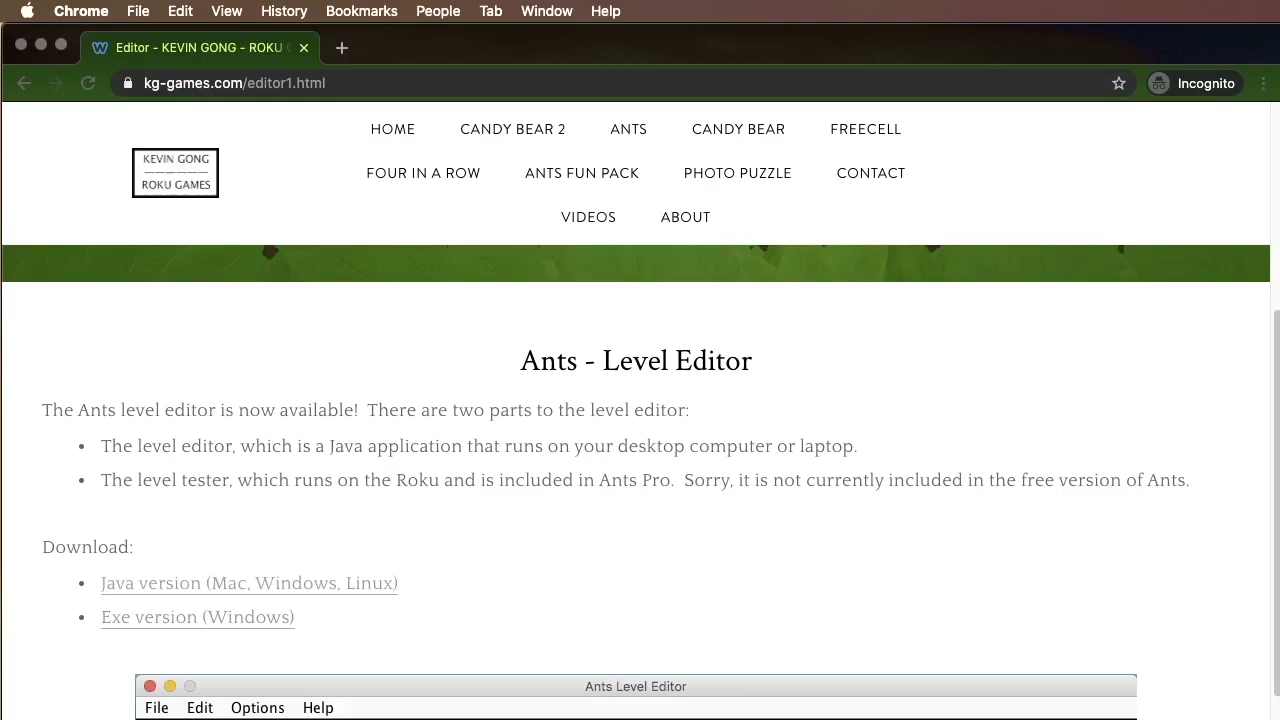 Chrome File Edit View History Bookmarks People Tab Window Help
Editor - KEVIN GONG - ROKU
kg-games.com/editor1.html
Incognito
HOME CANDY BEAR 2 ANTS CANDY BEAR FREECELL
KEVIN GONG
ROKU GAMES
FOUR IN A ROW ANTS FUN PACK PHOTO PUZZLE CONTACT
VIDEOS ABOUT
Ants - Level Editor
The Ants level editor is now available! There are two parts to the level editor:
• The level editor, which is a Java application that runs on your desktop computer or laptop.
• The level tester, which runs on the Roku and is included in Ants Pro. Sorry, it is not currently included in the free version of Ants.
Download:
• Java version (Mac, Windows, Linux)
• Exe version (Windows)
Ants Level Editor
File Edit Options Help